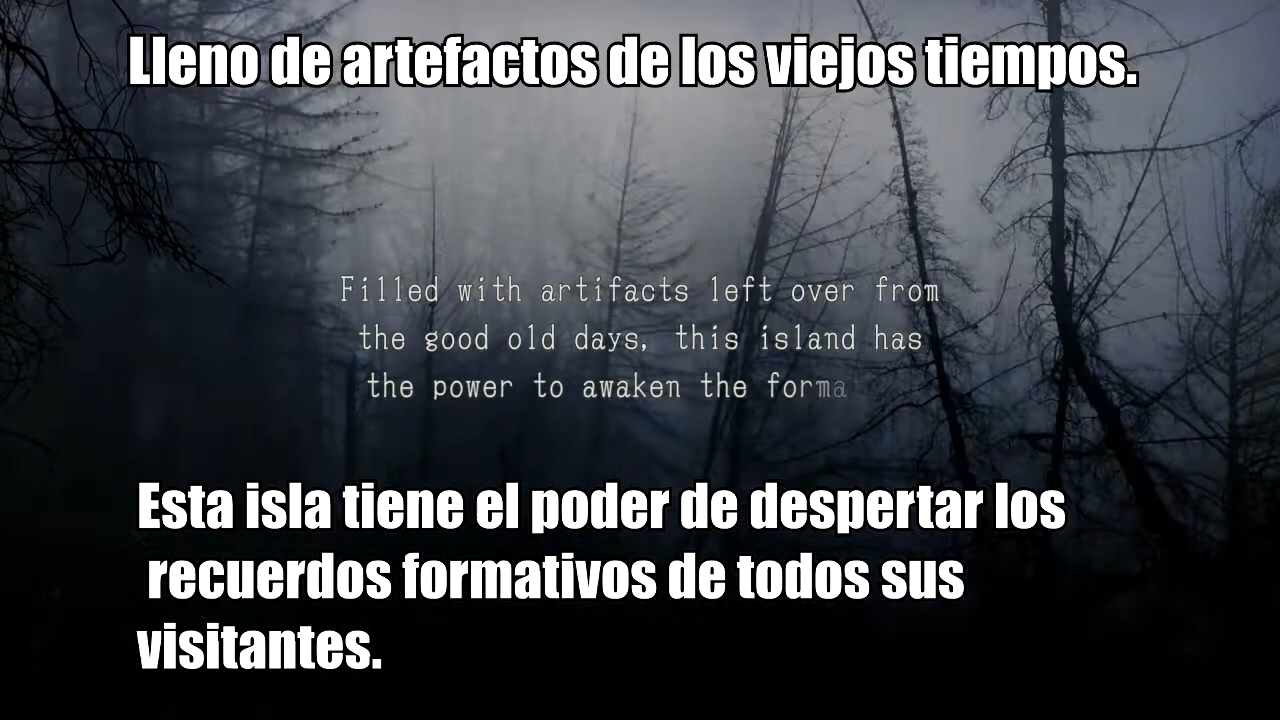 Lleno de artefactos de los viejos tiempos.
Filled with artifacts left over from
the good old days, this island has
the power to awaken the forma
Esta isla tiene el poder de despertar los
recuerdos formativos de todos sus
visitantes.